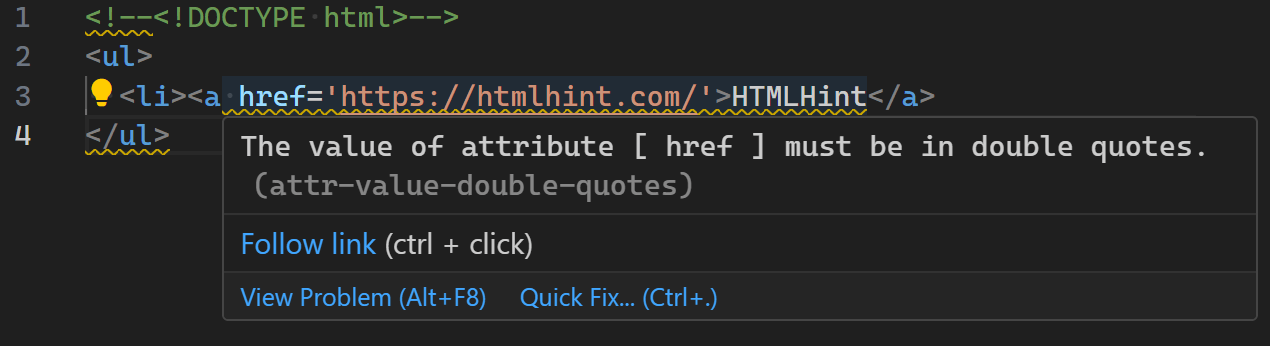 1 <!--<!DOCTYPE html>-->
2 <ul>
3 <li><a href='https://htmlhint.com/'>HTMLHint</a>
4 </ul>
The value of attribute [ href ] must be in double quotes.
(attr-value-double-quotes)
Follow link (ctrl + click)
View Problem (Alt+F8) Quick Fix... (Ctrl+.)